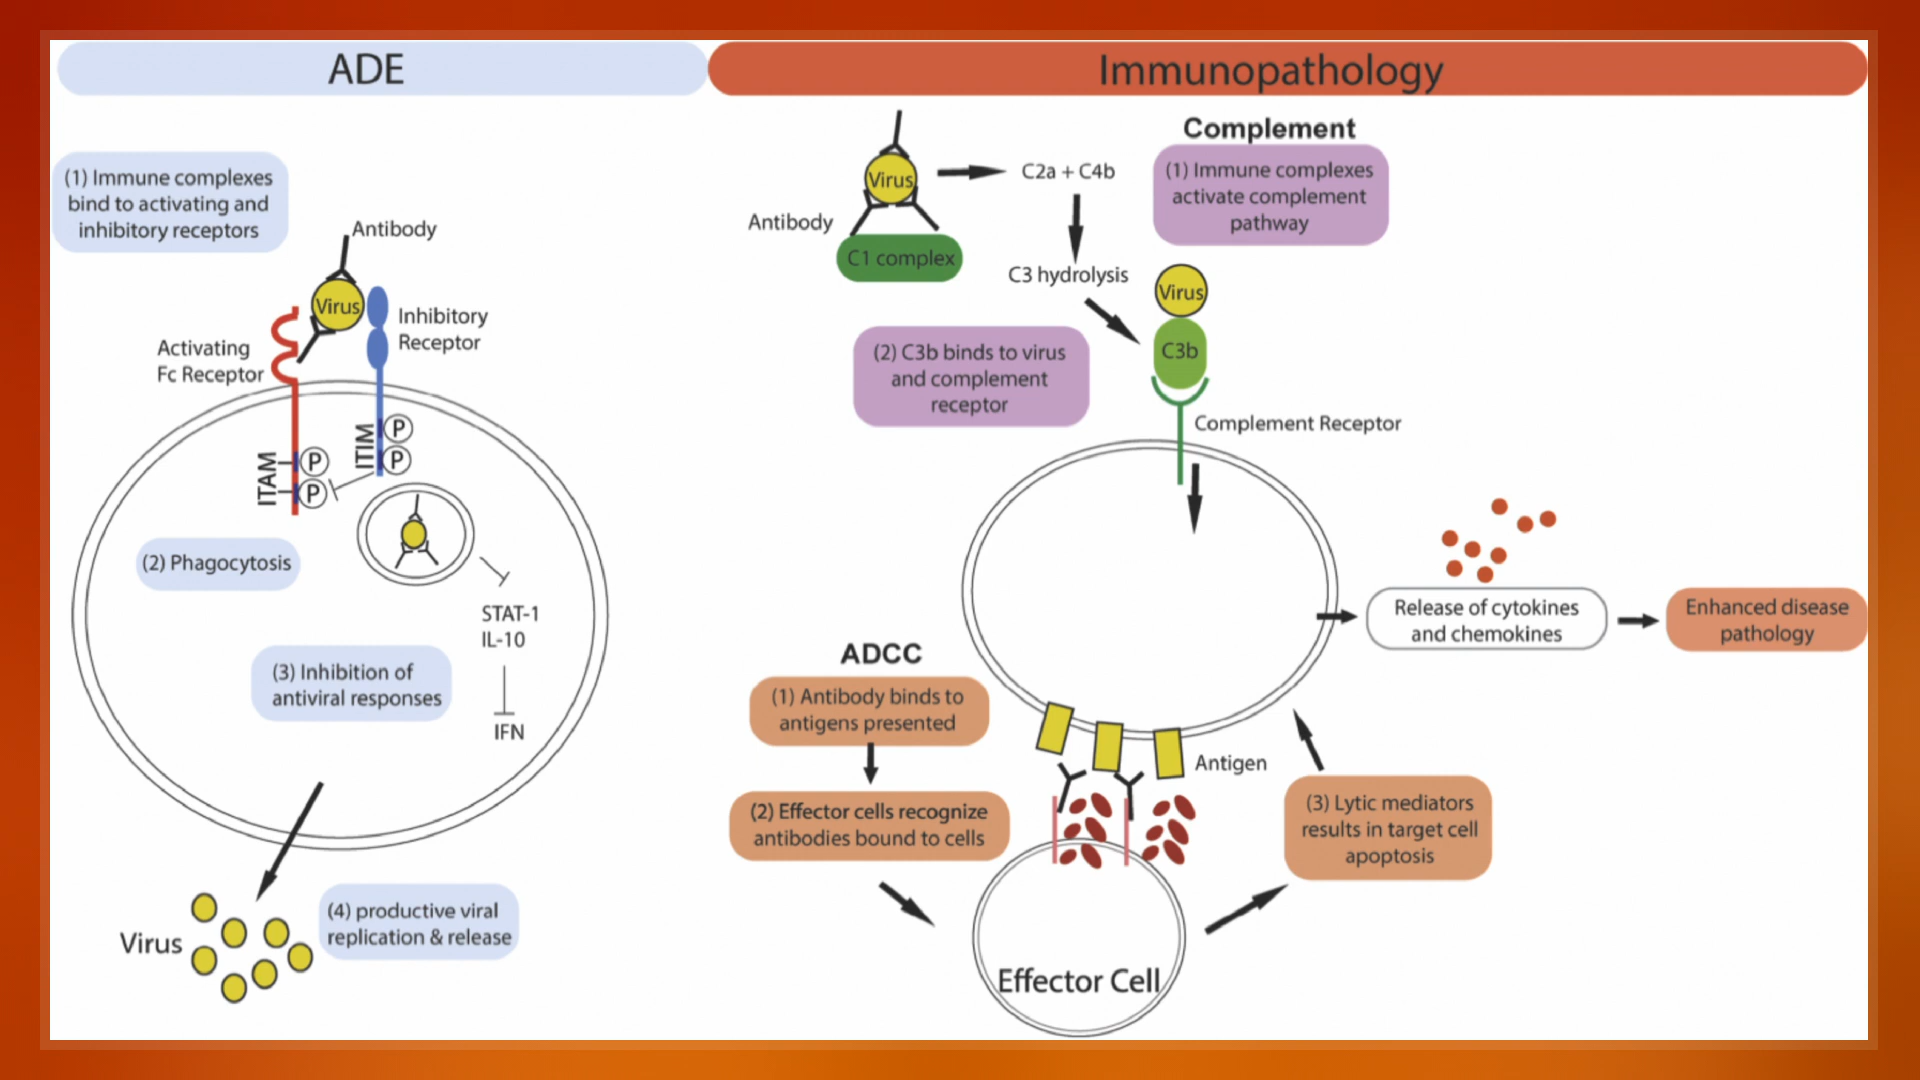 ADE
(1) Immune complexes
bind to activating and
inhibitory receptors
Antibody
Virus
Inhibitory
Receptor
Activating
Fc Receptor
ITAM
P
P
ITIM
P
P
(2) Phagocytosis
STAT-1
IL-10
IFN
(3) Inhibition of
antiviral responses
Virus
(4) productive viral
replication & release
Immunopathology
Complement
Virus
Antibody
C1 complex
C2a + C4b
C3 hydrolysis
(1) Immune complexes
activate complement
pathway
Virus
C3b
(2) C3b binds to virus
and complement
receptor
Complement Receptor
Release of cytokines
and chemokines
Enhanced disease
pathology
ADCC
(1) Antibody binds to
antigens presented
(2) Effector cells recognize
antibodies bound to cells
Antigen
Effector Cell
(3) Lytic mediators
results in target cell
apoptosis